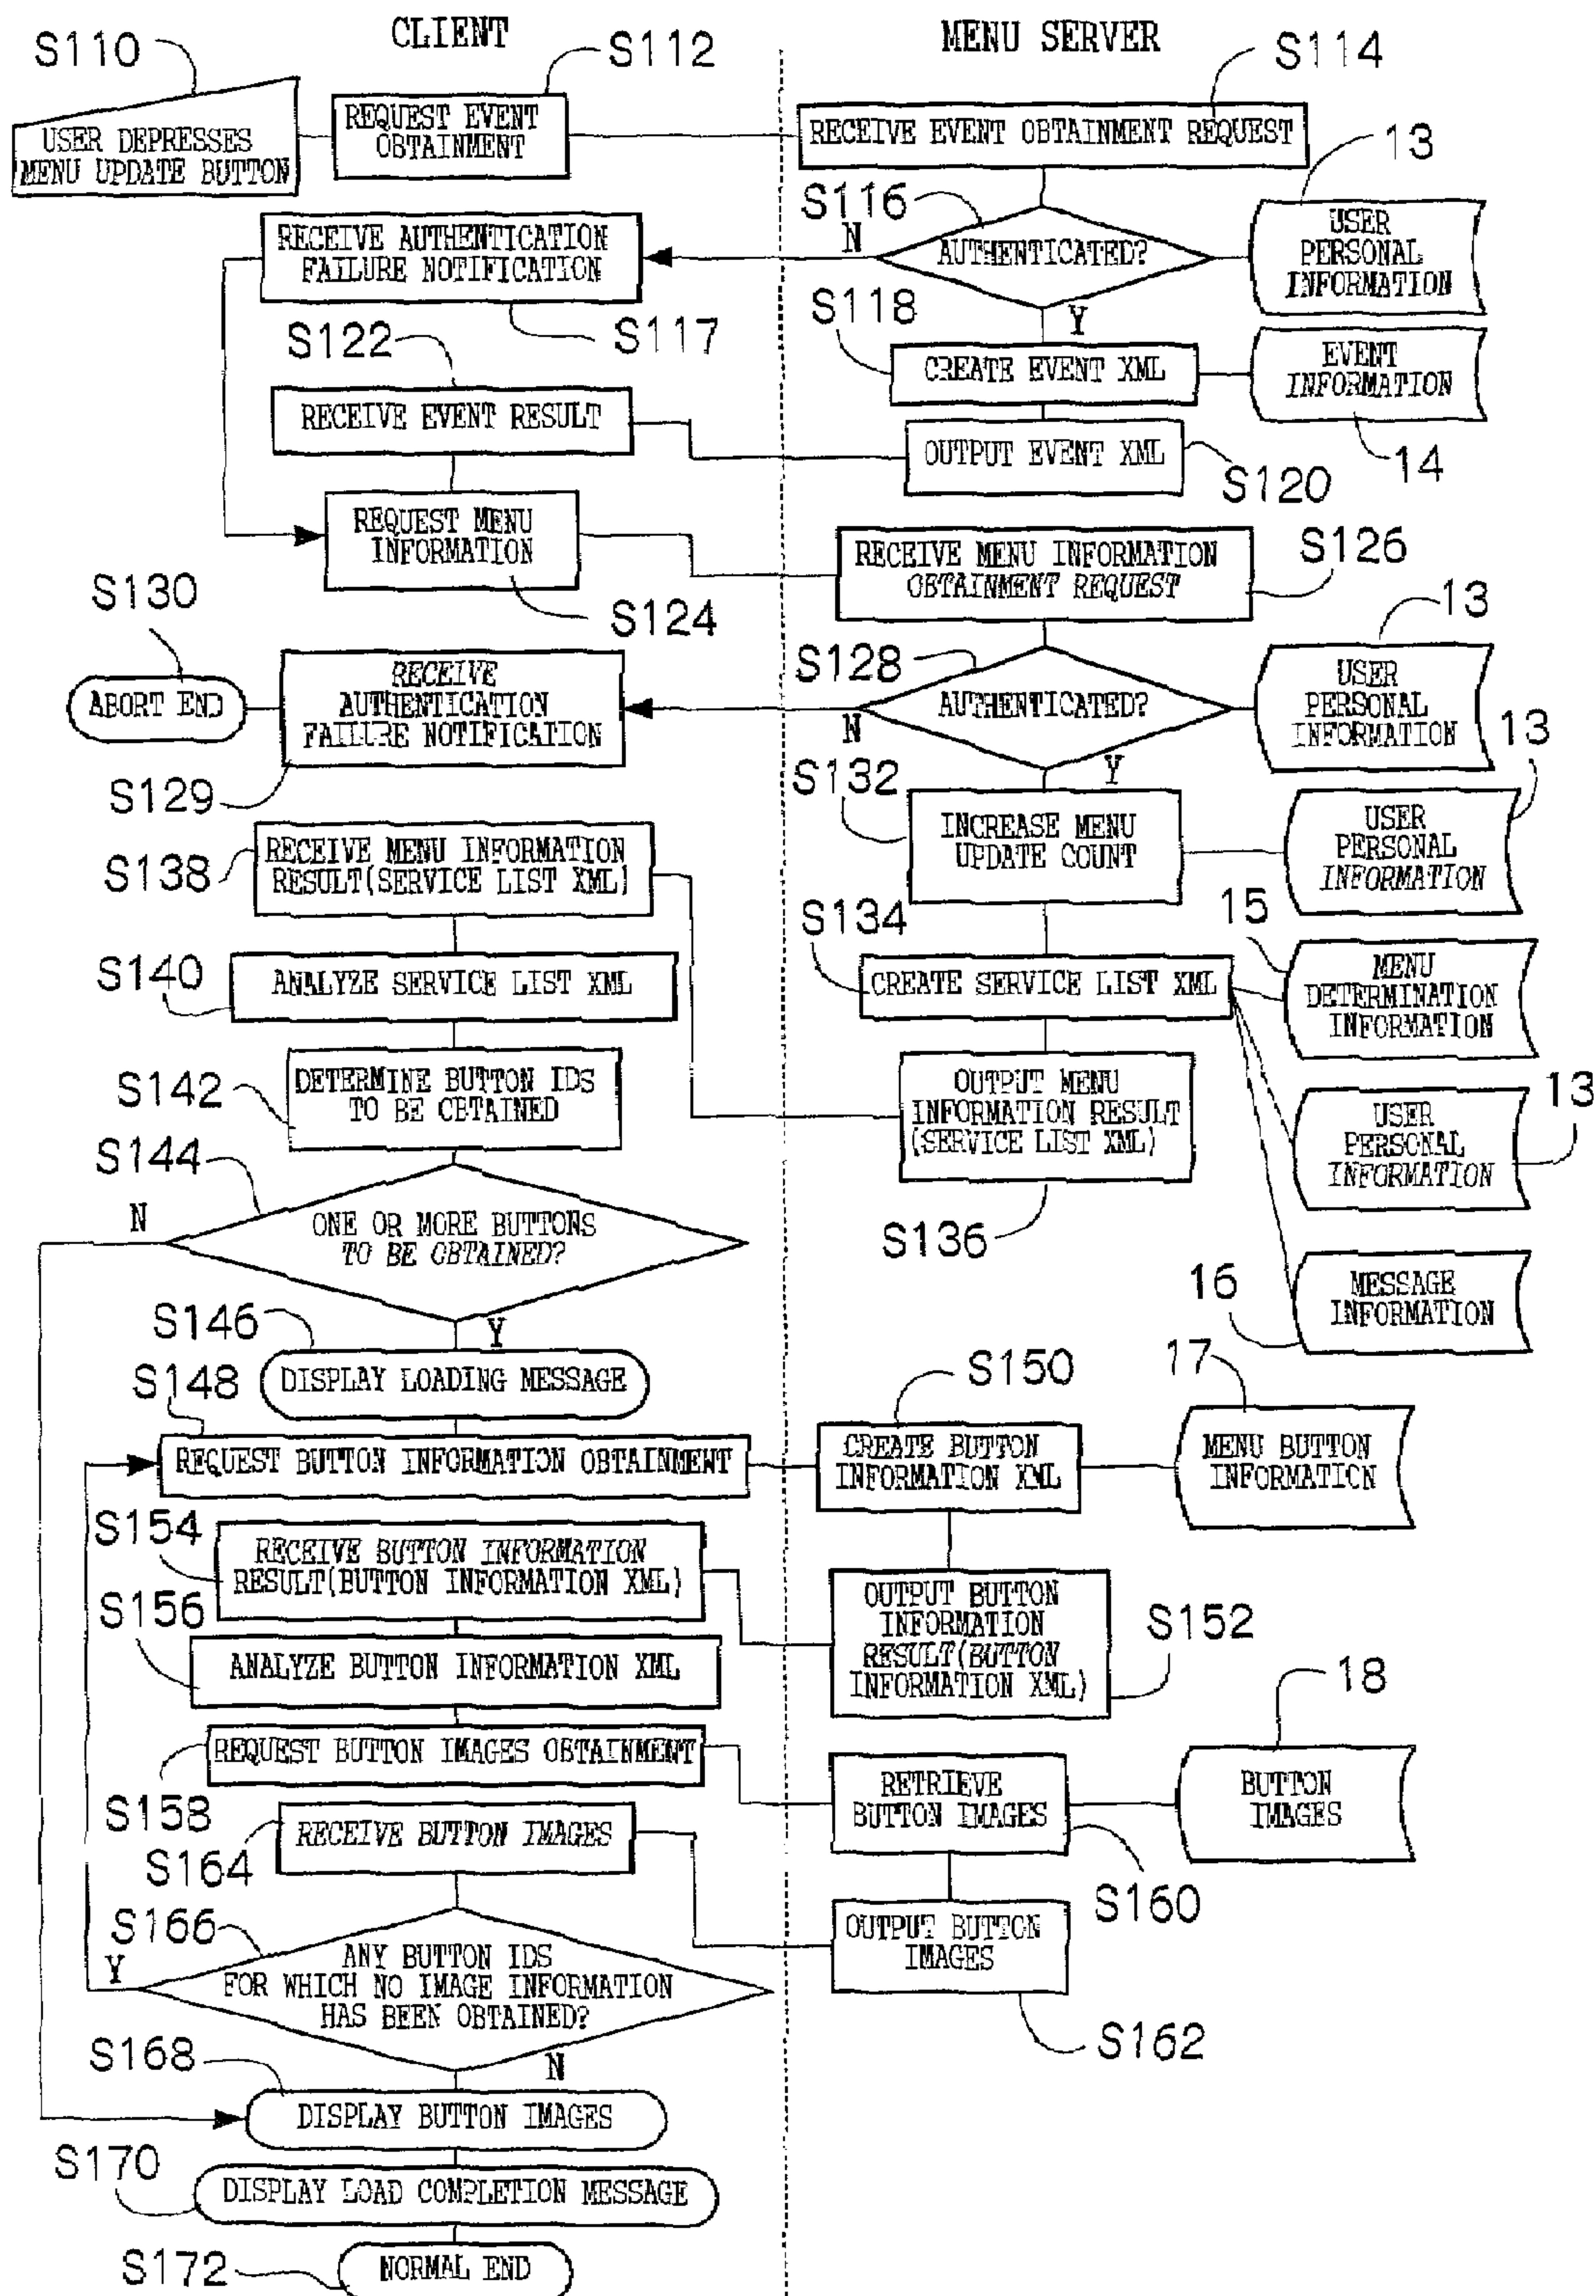 CLIENT
MENU SERVER
S110
S112
S114
USER DEPRESSES
MENU UPDATE BUTTON
REQUEST EVENT
OBTAINMENT
RECEIVE EVENT OBTAINMENT REQUEST
13
S116
RECEIVE AUTHENTICATION
FAILURE NOTIFICATION
N
AUTHENTICATED?
USER
PERSONAL
INFORMATION
S117
S118
Y
S122
CREATE EVENT XML
EVENT
INFORMATION
RECEIVE EVENT RESULT
OUTPUT EVENT XML
14
S120
REQUEST MENU
INFORMATION
RECEIVE MENU INFORMATION
OBTAINMENT REQUEST
S126
S124
S130
13
S128
ABORT END
RECEIVE
AUTHENTICATION
FAILURE NOTIFICATION
N
AUTHENTICATED?
USER
PERSONAL
INFORMATION
S129
Y
S132
13
INCREASE MENU
UPDATE COUNT
USER
PERSONAL
INFORMATION
S138
RECEIVE MENU INFORMATION
RESULT(SERVICE LIST XML)
S134
15
S140
ANALYZE SERVICE LIST XML
CREATE SERVICE LIST XML
MENU
DETERMINATION
INFORMATION
S142
DETERMINE BUTTON IDS
TO BE OBTAINED
OUTPUT MENU
INFORMATION RESULT
(SERVICE LIST XML)
S136
USER
PERSONAL
INFORMATION
13
S144
N
ONE OR MORE BUTTONS
TO BE OBTAINED?
16
MESSAGE
INFORMATION
S146
Y
DISPLAY LOADING MESSAGE
S148
S150
17
REQUEST BUTTON INFORMATION OBTAINMENT
CREATE BUTTON
INFORMATION XML
MENU BUTTON
INFORMATION
S154
RECEIVE BUTTON INFORMATION
RESULT(BUTTON INFORMATION XML)
OUTPUT BUTTON
INFORMATION
RESULT(BUTTON
INFORMATION XML)
S152
S156
ANALYZE BUTTON INFORMATION XML
18
REQUEST BUTTON IMAGES OBTAINMENT
S158
RETRIEVE
BUTTON IMAGES
BUTTON
IMAGES
RECEIVE BUTTON IMAGES
S164
S160
S166
OUTPUT BUTTON
IMAGES
S162
Y
ANY BUTTON IDS
FOR WHICH NO IMAGE INFORMATION
HAS BEEN OBTAINED?
S168
N
DISPLAY BUTTON IMAGES
S170
DISPLAY LOAD COMPLETION MESSAGE
S172
NORMAL END